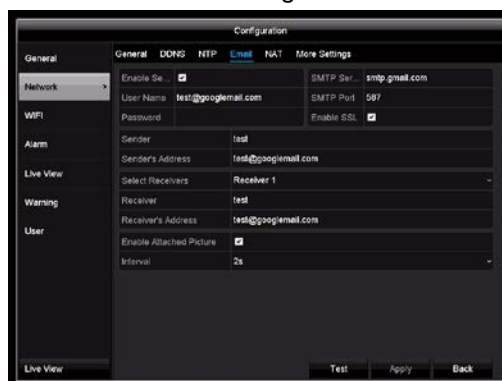 Configuration
General
Network
WIFI
Alarm
Live View
Warning
User
Live View
General DDNS NTP Email NAT More Settings
Enable Se... SMTP Ser... smtp.gmail.com
User Name test@googlemail.com SMTP Port 587
Password Enable SSL
Sender test
Sender's Address test@googlemail.com
Select Receivers Receiver 1
Receiver test
Receiver's Address test@googlemail.com
Enable Attached Picture
Interval 2s
Test Apply Back